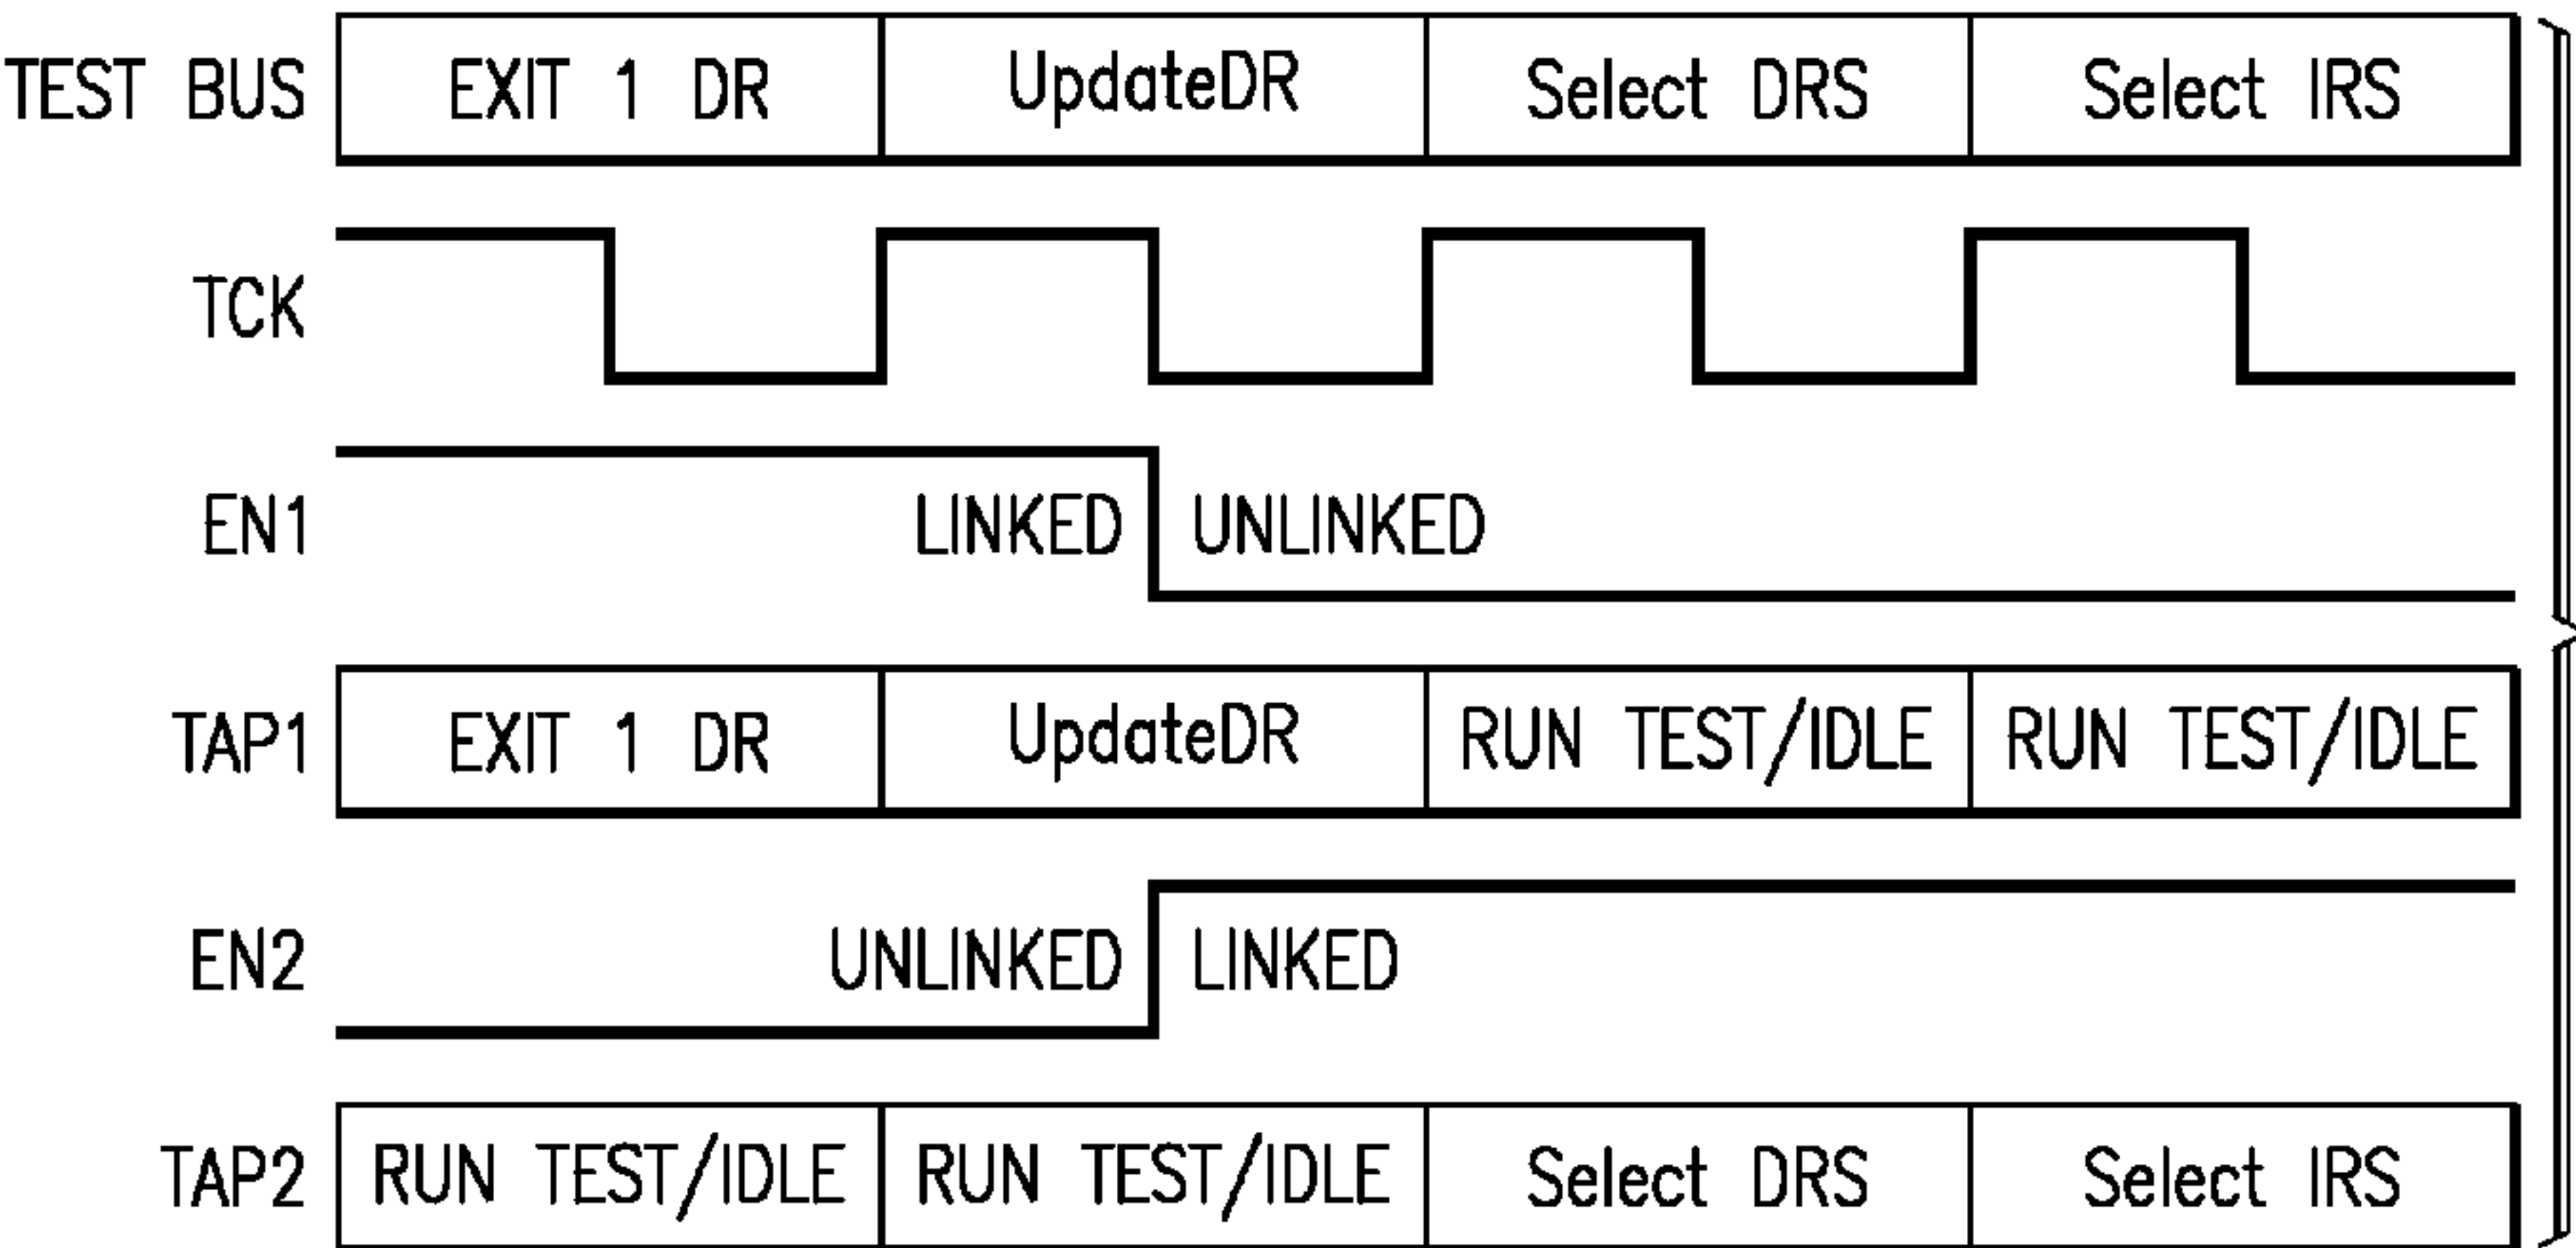 TEST BUS EXIT 1 DR UpdateDR Select DRS Select IRS
TCK
EN1 LINKED UNLINKED
TAP1 EXIT 1 DR UpdateDR RUN TEST/IDLE RUN TEST/IDLE
EN2 UNLINKED LINKED
TAP2 RUN TEST/IDLE RUN TEST/IDLE Select DRS Select IRS